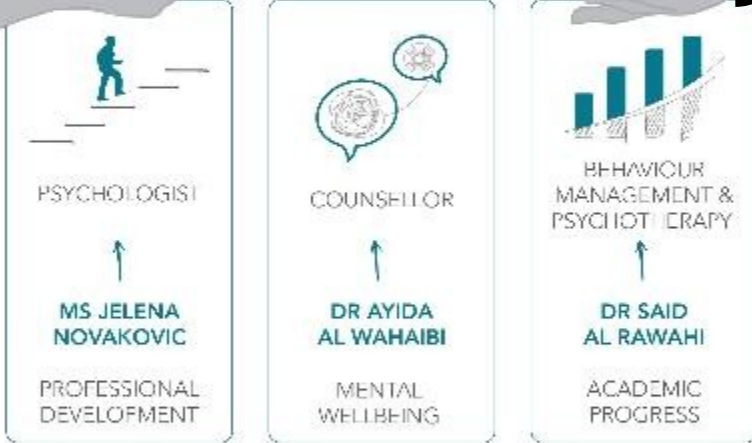 PSYCHOLOGIST
MS JELENA
NOVAKOVIC
PROFESSIONAL
DEVELOPMENT
COUNSELLOR
DR AYIDA
AL WAHAIBI
MENTAL
WELLBEING
BEHAVIOUR
MANAGEMENT &
PSYCHOTHERAPY
DR SAID
AL RAWAHI
ACADEMIC
PROGRESS